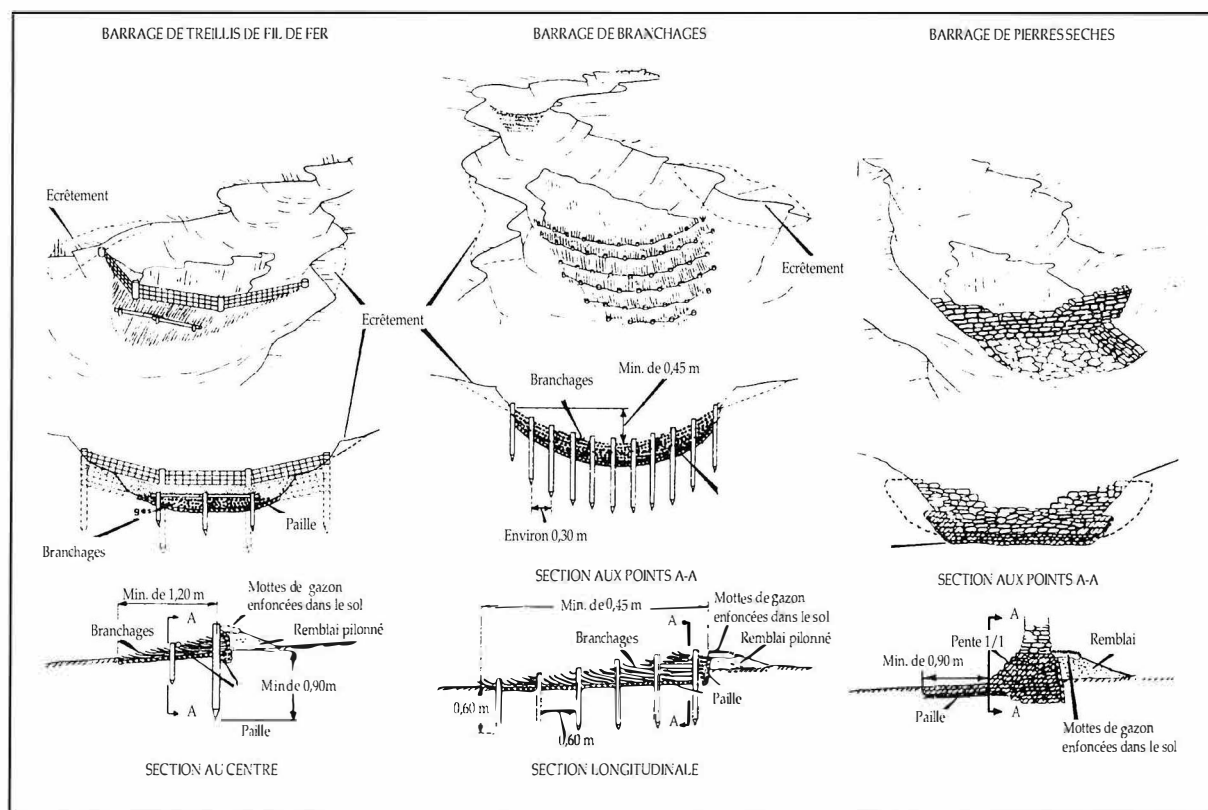 BARRAGE DE TREILLIS DE FIL DE FER
BARRAGE DE BRANCHAGES
BARRAGE DE PIERRES SECHES
Ecrêtement
Ecrêtement
Ecrêtement
Min. de 0,45 m
Branchages
Paille
Branchages
Environ 0,30 m
SECTION AUX POINTS A-A
SECTION AUX POINTS A-A
Min. de 1,20 m
Mottes de gazon
enfoncées dans le sol
A
Branchages
Remblai pilonné
Min de 0,90m
A
Paille
SECTION AU CENTRE
Min. de 0,45 m
A
Mottes de gazon
enfoncées dans le sol
Branchages
Remblai pilonné
Paille
0,60 m
A
0,60 m
SECTION LONGITUDINALE
A
Pente 1/1
Remblai
Min. de 0,90 m
Paille
A
Mottes de gazon
enfoncées dans le sol